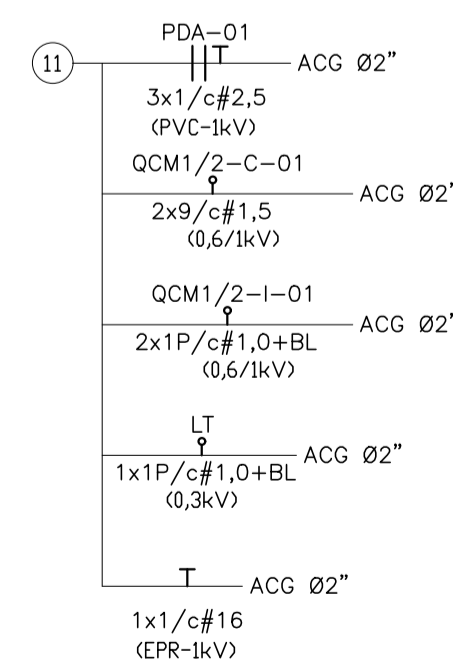 PDA-01
11
ACG Ø2”
3x1/c#2,5
(PVC-1kV)
QCM1/2-C-01
ACG Ø2'
2x9/c#1,5
(0,6/1kV)
QCM1/2-I-01
ACG Ø2'
2x1P/c#1,0+BL
(0,6/1kV)
LT
ACG Ø2”
1x1P/c#1,0+BL
(0,3kV)
ACG Ø2”
1x1/c#16
(EPR-1kV)